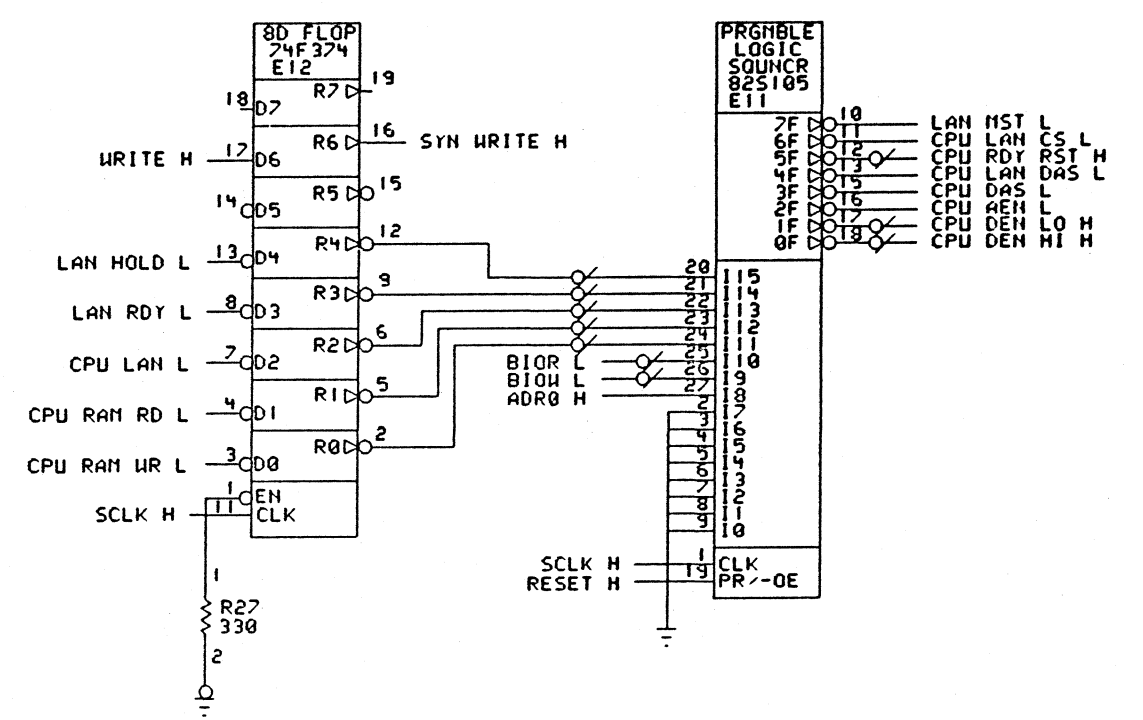 8D FLOP
74F374
E12
R7 19
18 D7
R6 16 SYN WRITE H
WRITE H 17 D6
R5 15
14 D5
R4 12
LAN HOLD L 13 D4
R3 9
LAN RDY L 8 D3
R2 6
CPU LAN L 7 D2
R1 5
CPU RAM RD L 4 D1
R0 2
CPU RAM WR L 3 D0
1 EN
SCLK H 11 CLK
1
R27
330
2
PRGMBLE
LOGIC
SQUNCR
82S105
E11
7F 10 LAN MST L
6F 11 CPU LAN CS L
5F 12 CPU RDY RST H
4F 13 CPU LAN DAS L
3F 15 CPU DAS L
2F 16 CPU AEN L
1F 17 CPU DEN LO H
0F 18 CPU DEN HI H
20 I15
21 I14
22 I13
23 I12
24 I11
BIOR L 25 I10
BIOW L 26 I9
ADR0 H 27 I8
2 I7
3 I6
4 I5
5 I4
6 I3
7 I2
8 I1
9 I0
SCLK H 1 CLK
RESET H 19 PR/-OE